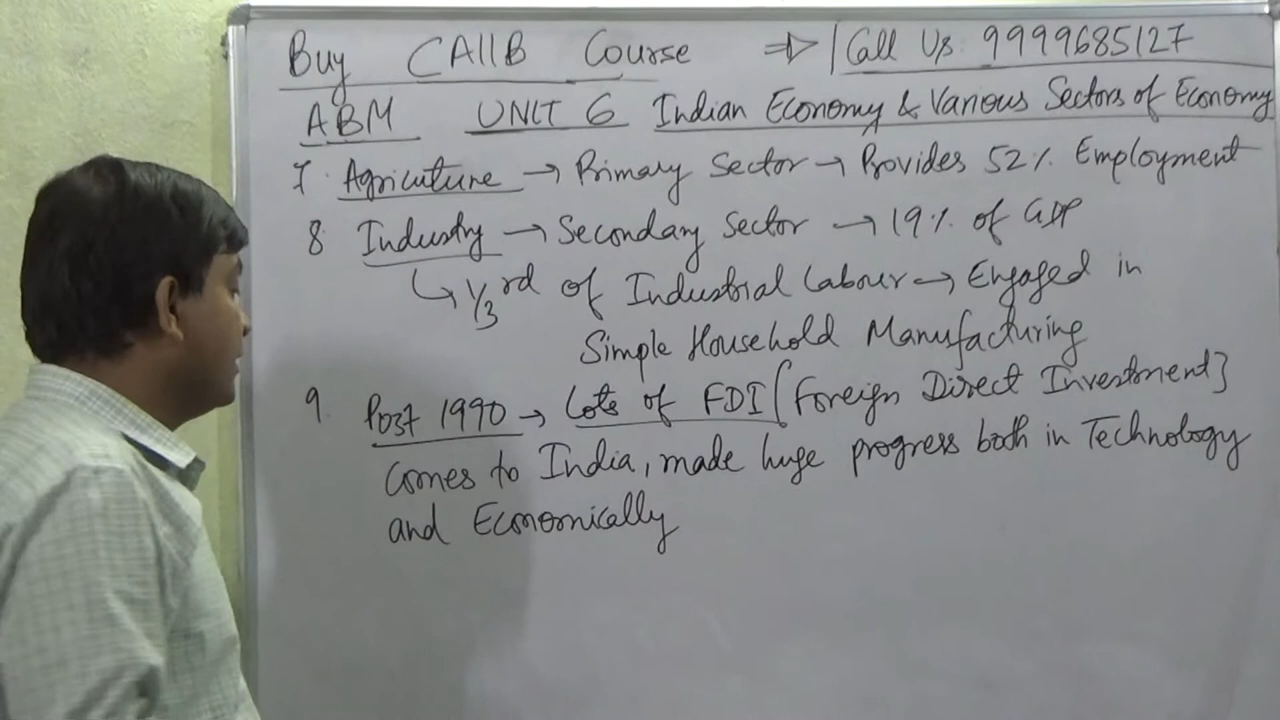 Buy CAIIB Course ⇒ / Call Us 9999685127
ABM UNIT 6 Indian Economy & Various Sectors of Economy
7. Agricuture → Primary Sector → Provides 52% Employment
8 Industry → Secondary Sector → 19% of GDP
↳ 1/3rd of Industrial Labour → Engaged in
Simple Household Manufacturing
9. Post 1990 → Lots of FDI [Foreign Direct Investment]
comes to India, made huge progress both in Technology
and Economically